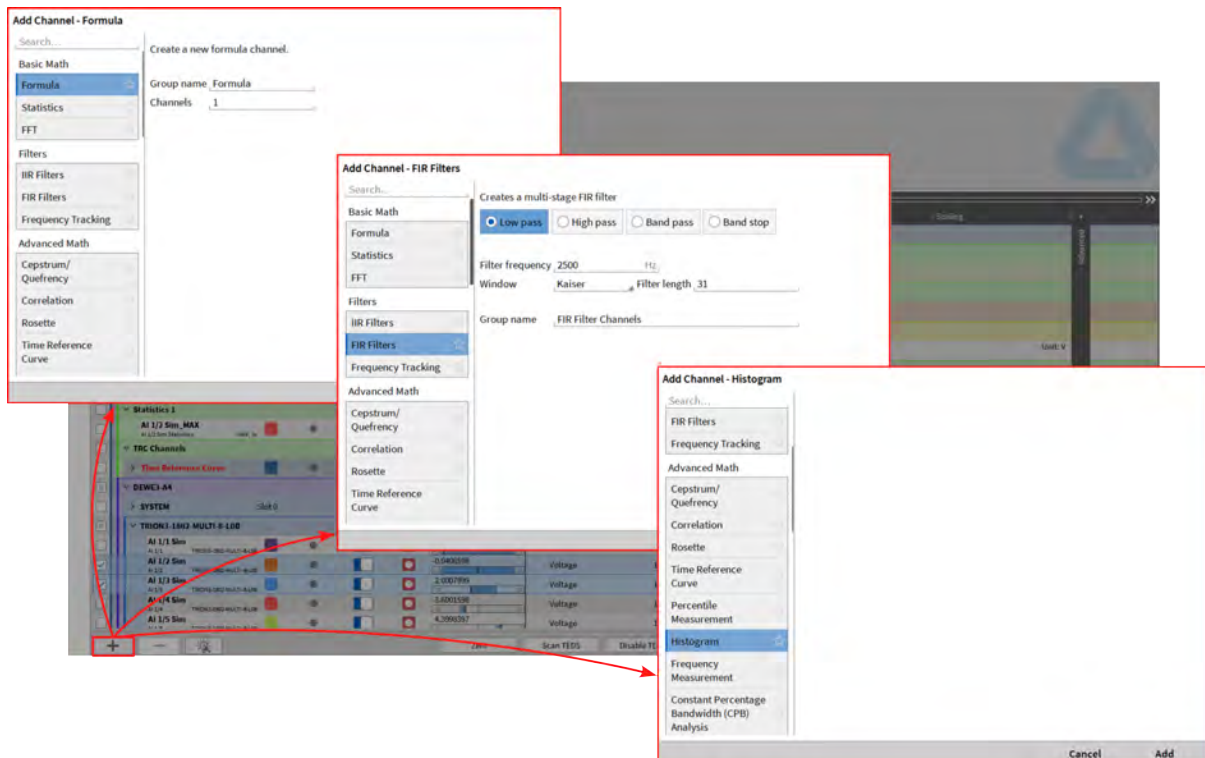 Add Channel - Formula
Search...
Create a new formula channel.
Basic Math
Formula
Group name Formula
Statistics
Channels 1
FFT
Filters
IIR Filters
FIR Filters
Frequency Tracking
Advanced Math
Cepstrum/
Quefrency
Correlation
Rosette
Time Reference
Curve
Add Channel - FIR Filters
Search...
Creates a multi-stage FIR filter
Basic Math
Low pass High pass Band pass Band stop
Formula
Statistics
Filter frequency 2500 Hz
FFT
Window Kaiser Filter length 31
Filters
IIR Filters
Group name FIR Filter Channels
FIR Filters
Frequency Tracking
Advanced Math
Cepstrum/
Quefrency
Correlation
Rosette
Time Reference
Curve
Add Channel - Histogram
Search...
FIR Filters
Frequency Tracking
Advanced Math
Cepstrum/
Quefrency
Correlation
Rosette
Time Reference
Curve
Percentile
Measurement
Histogram
Frequency
Measurement
Constant Percentage
Bandwidth (CPB)
Analysis
Cancel Add
Scaling
Advanced
Unit: V
Statistics 1
AI 1/2 Sim_MAX
TRC Channels
Time Reference Curve
DEWE3-A4
SYSTEM Slot 0
TRION3-1802-MULTI-8-L0B
AI 1/1 Sim
AI 1/2 Sim
Voltage
AI 1/3 Sim
Voltage
AI 1/4 Sim
Voltage
AI 1/5 Sim
Voltage
+ − Zero Scan TEDS Disable